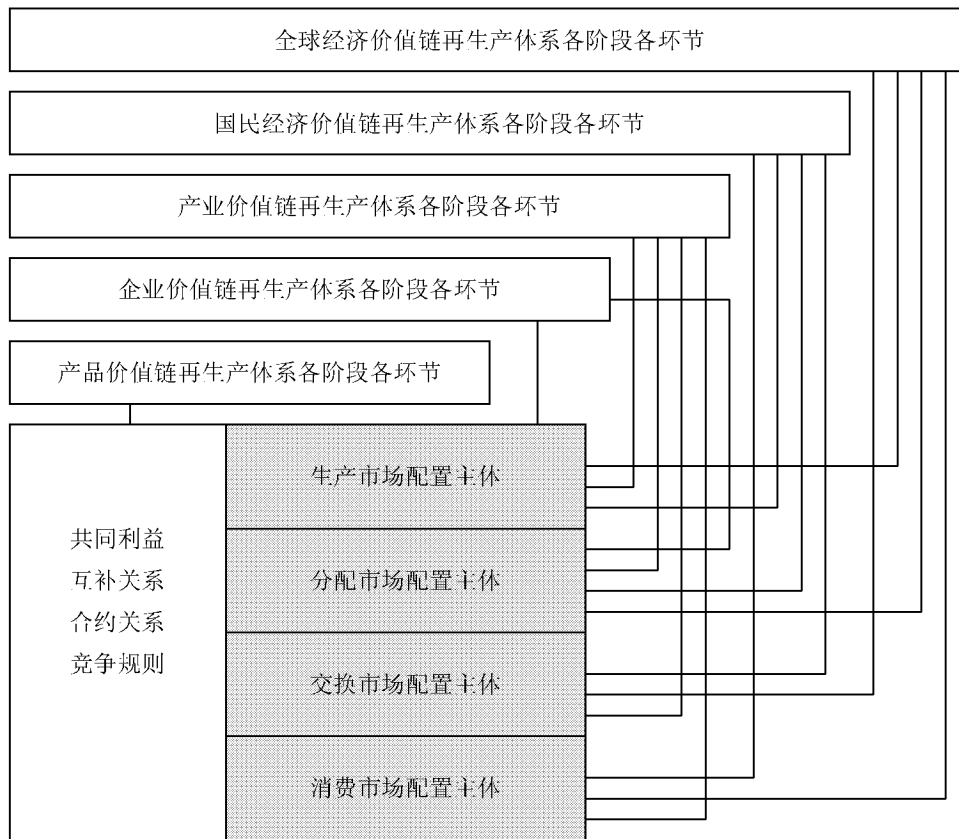 全球经济价值链再生产体系各阶段各环节
国民经济价值链再生产体系各阶段各环节
产业价值链再生产体系各阶段各环节
企业价值链再生产体系各阶段各环节
产品价值链再生产体系各阶段各环节
共同利益
互补关系
合约关系
竞争规则
生产市场配置主体
分配市场配置主体
交换市场配置主体
消费市场配置主体